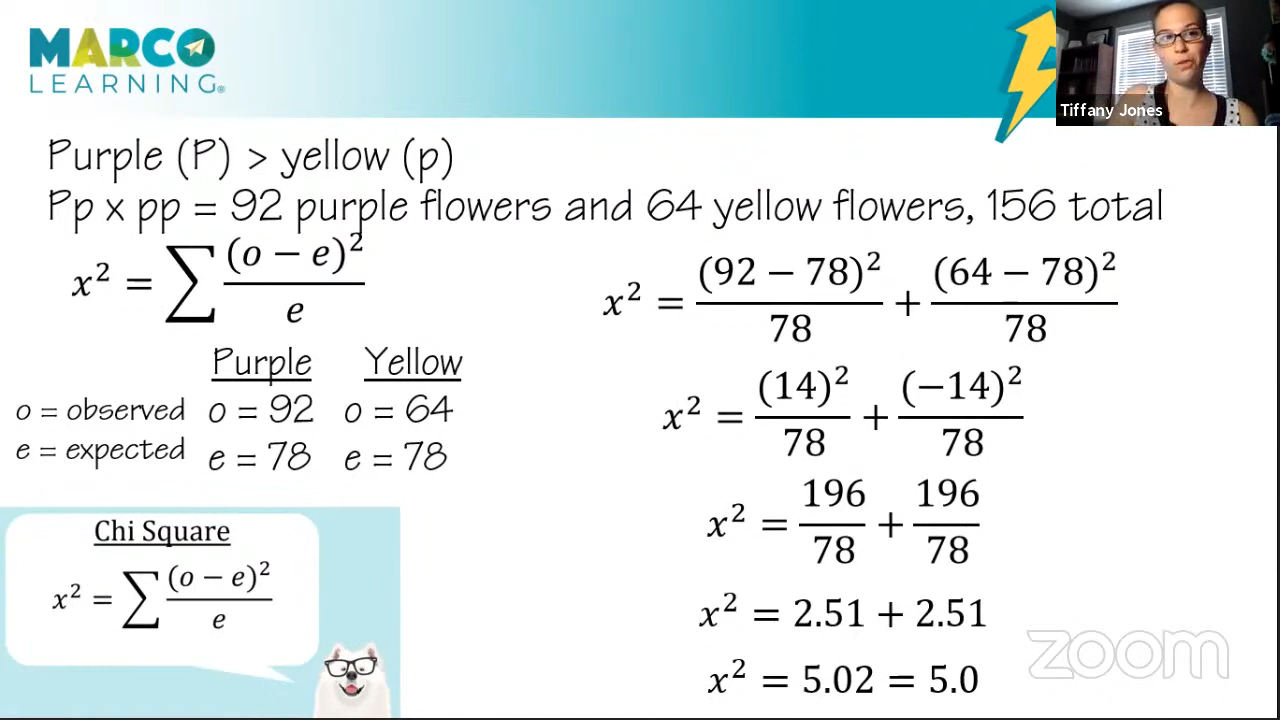 MARCO
LEARNING®
Tiffany Jones
Purple (P) > yellow (p)
Pp x pp = 92 purple flowers and 64 yellow flowers, 156 total
x² = ∑ (o − e)² / e
Purple Yellow
o = observed o = 92 o = 64
e = expected e = 78 e = 78
Chi Square
x² = ∑ (o − e)² / e
x² = (92 − 78)² / 78 + (64 − 78)² / 78
x² = (14)² / 78 + (−14)² / 78
x² = 196 / 78 + 196 / 78
x² = 2.51 + 2.51
x² = 5.02 = 5.0
zoom